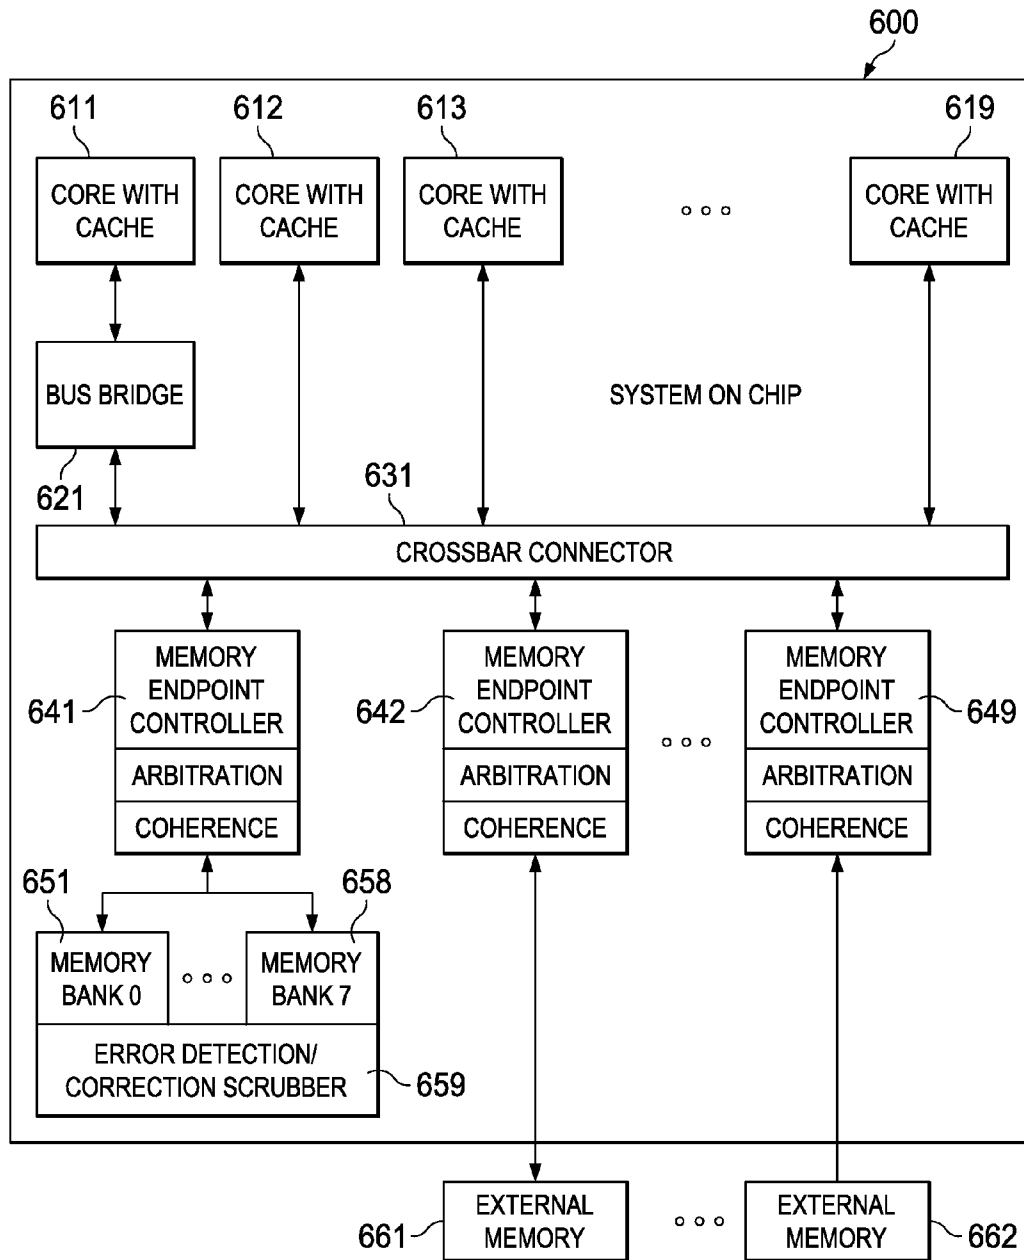 600
611
612
613
619
CORE WITH
CACHE
CORE WITH
CACHE
CORE WITH
CACHE
CORE WITH
CACHE
BUS BRIDGE
SYSTEM ON CHIP
621
631
CROSSBAR CONNECTOR
641
MEMORY
ENDPOINT
CONTROLLER
ARBITRATION
COHERENCE
642
MEMORY
ENDPOINT
CONTROLLER
ARBITRATION
COHERENCE
MEMORY
ENDPOINT
CONTROLLER
ARBITRATION
COHERENCE
649
651
658
MEMORY
BANK 0
MEMORY
BANK 7
ERROR DETECTION/
CORRECTION SCRUBBER
659
661
EXTERNAL
MEMORY
EXTERNAL
MEMORY
662